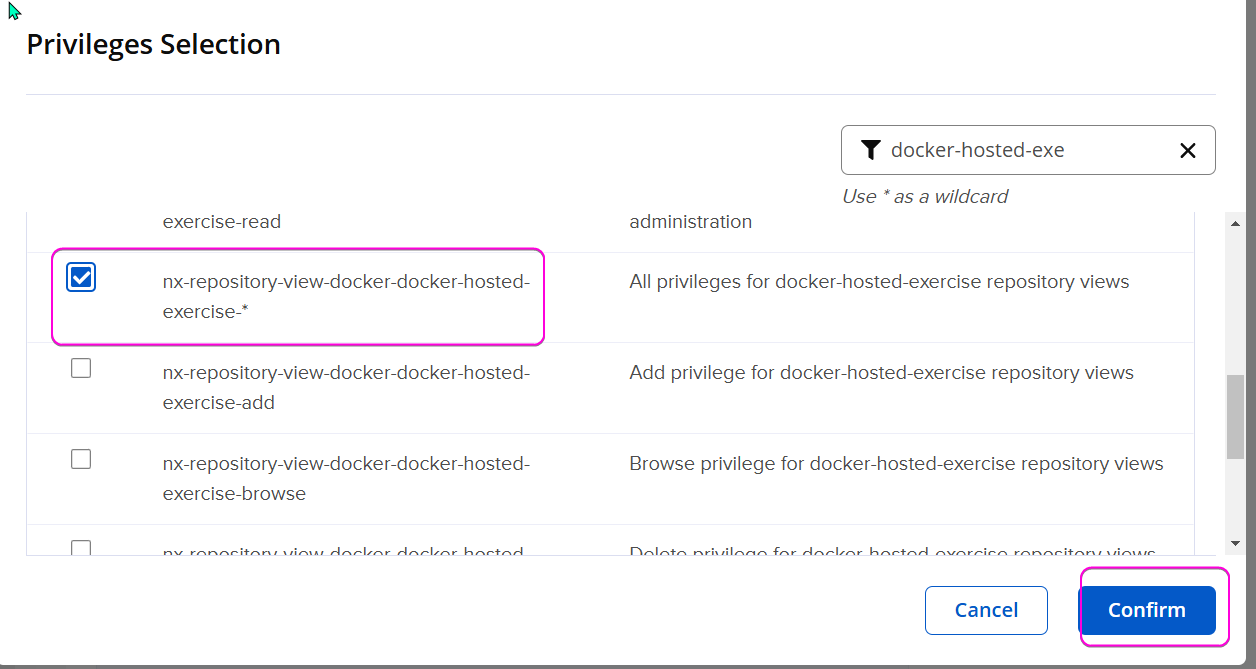 Privileges Selection
docker-hosted-exe
Use * as a wildcard
exercise-read
administration
nx-repository-view-docker-docker-hosted-
exercise-*
All privileges for docker-hosted-exercise repository views
nx-repository-view-docker-docker-hosted-
exercise-add
Add privilege for docker-hosted-exercise repository views
nx-repository-view-docker-docker-hosted-
exercise-browse
Browse privilege for docker-hosted-exercise repository views
nx-repository-view-docker-docker-hosted-
Delete privilege for docker-hosted-exercise repository views
Cancel
Confirm